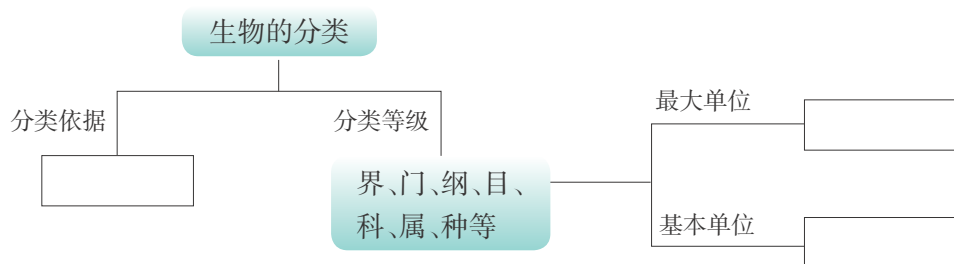 生物的分类
分类依据
分类等级
最大单位
界、门、纲、目、
科、属、种等
基本单位